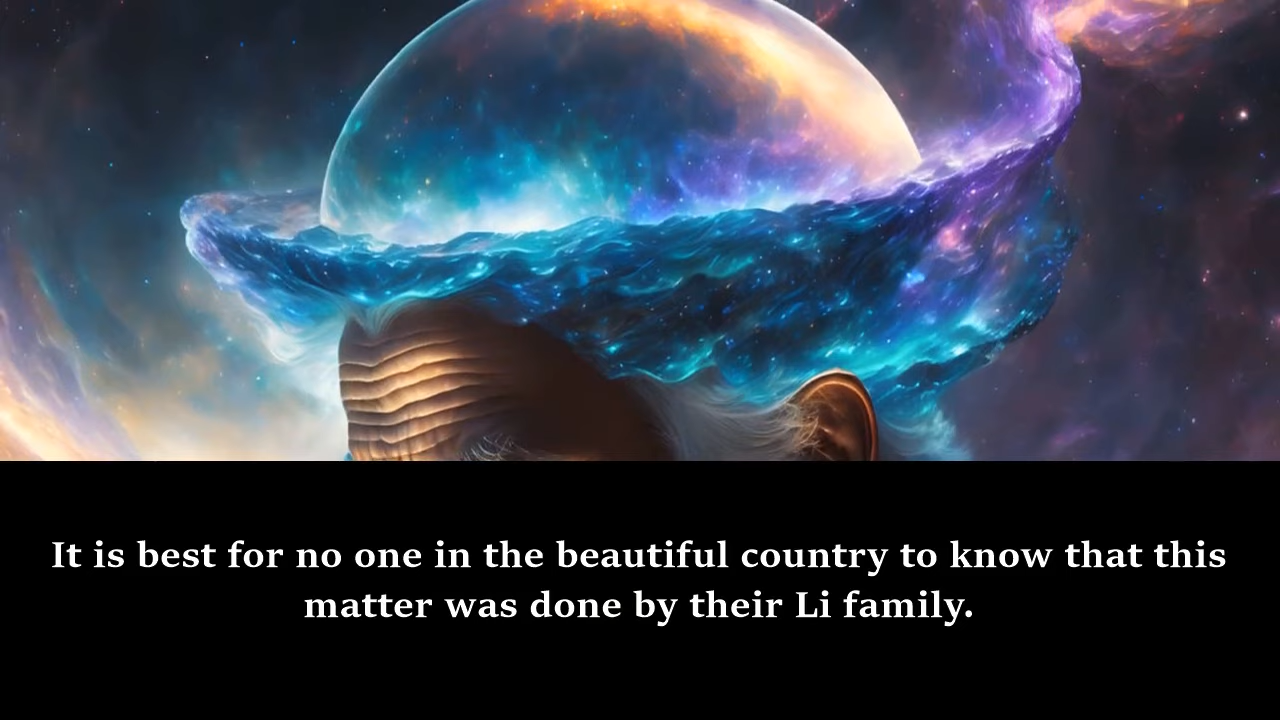 It is best for no one in the beautiful country to know that this
matter was done by their Li family.